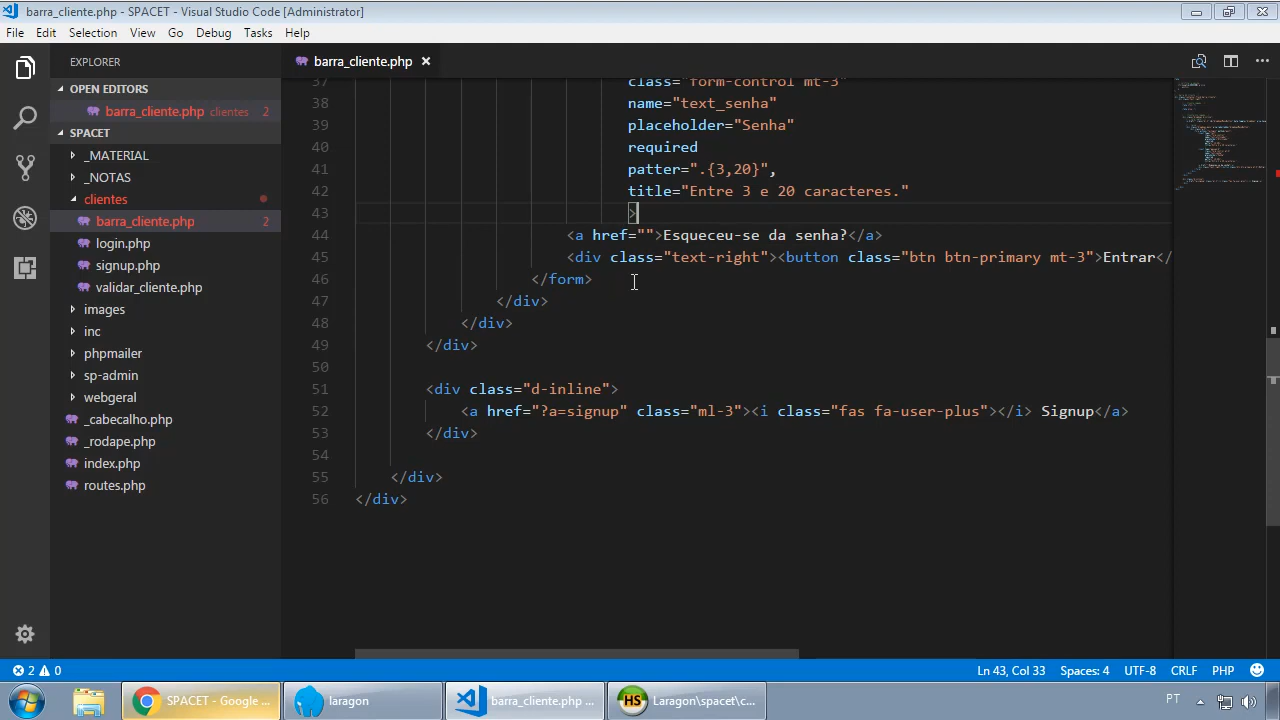 barra_cliente.php - SPACET - Visual Studio Code [Administrator]
File Edit Selection View Go Debug Tasks Help
EXPLORER
OPEN EDITORS
barra_cliente.php clientes 2
SPACET
_MATERIAL
_NOTAS
clientes
barra_cliente.php 2
login.php
signup.php
validar_cliente.php
images
inc
phpmailer
sp-admin
webgeral
_cabecalho.php
_rodape.php
index.php
routes.php
barra_cliente.php
37 class="form-control mt-3"
38 name="text_senha"
39 placeholder="Senha"
40 required
41 patter=".{3,20}",
42 title="Entre 3 e 20 caracteres."
43 >
44 <a href="">Esqueceu-se da senha?</a>
45 <div class="text-right"><button class="btn btn-primary mt-3">Entrar</
46 </form>
47 </div>
48 </div>
49 </div>
50
51 <div class="d-inline">
52 <a href="?a=signup" class="ml-3"><i class="fas fa-user-plus"></i> Signup</a>
53 </div>
54
55 </div>
56 </div>
2 0 Ln 43, Col 33 Spaces: 4 UTF-8 CRLF PHP
SPACET - Google ... laragon barra_cliente.php ... HS Laragon\spacet\c... PT